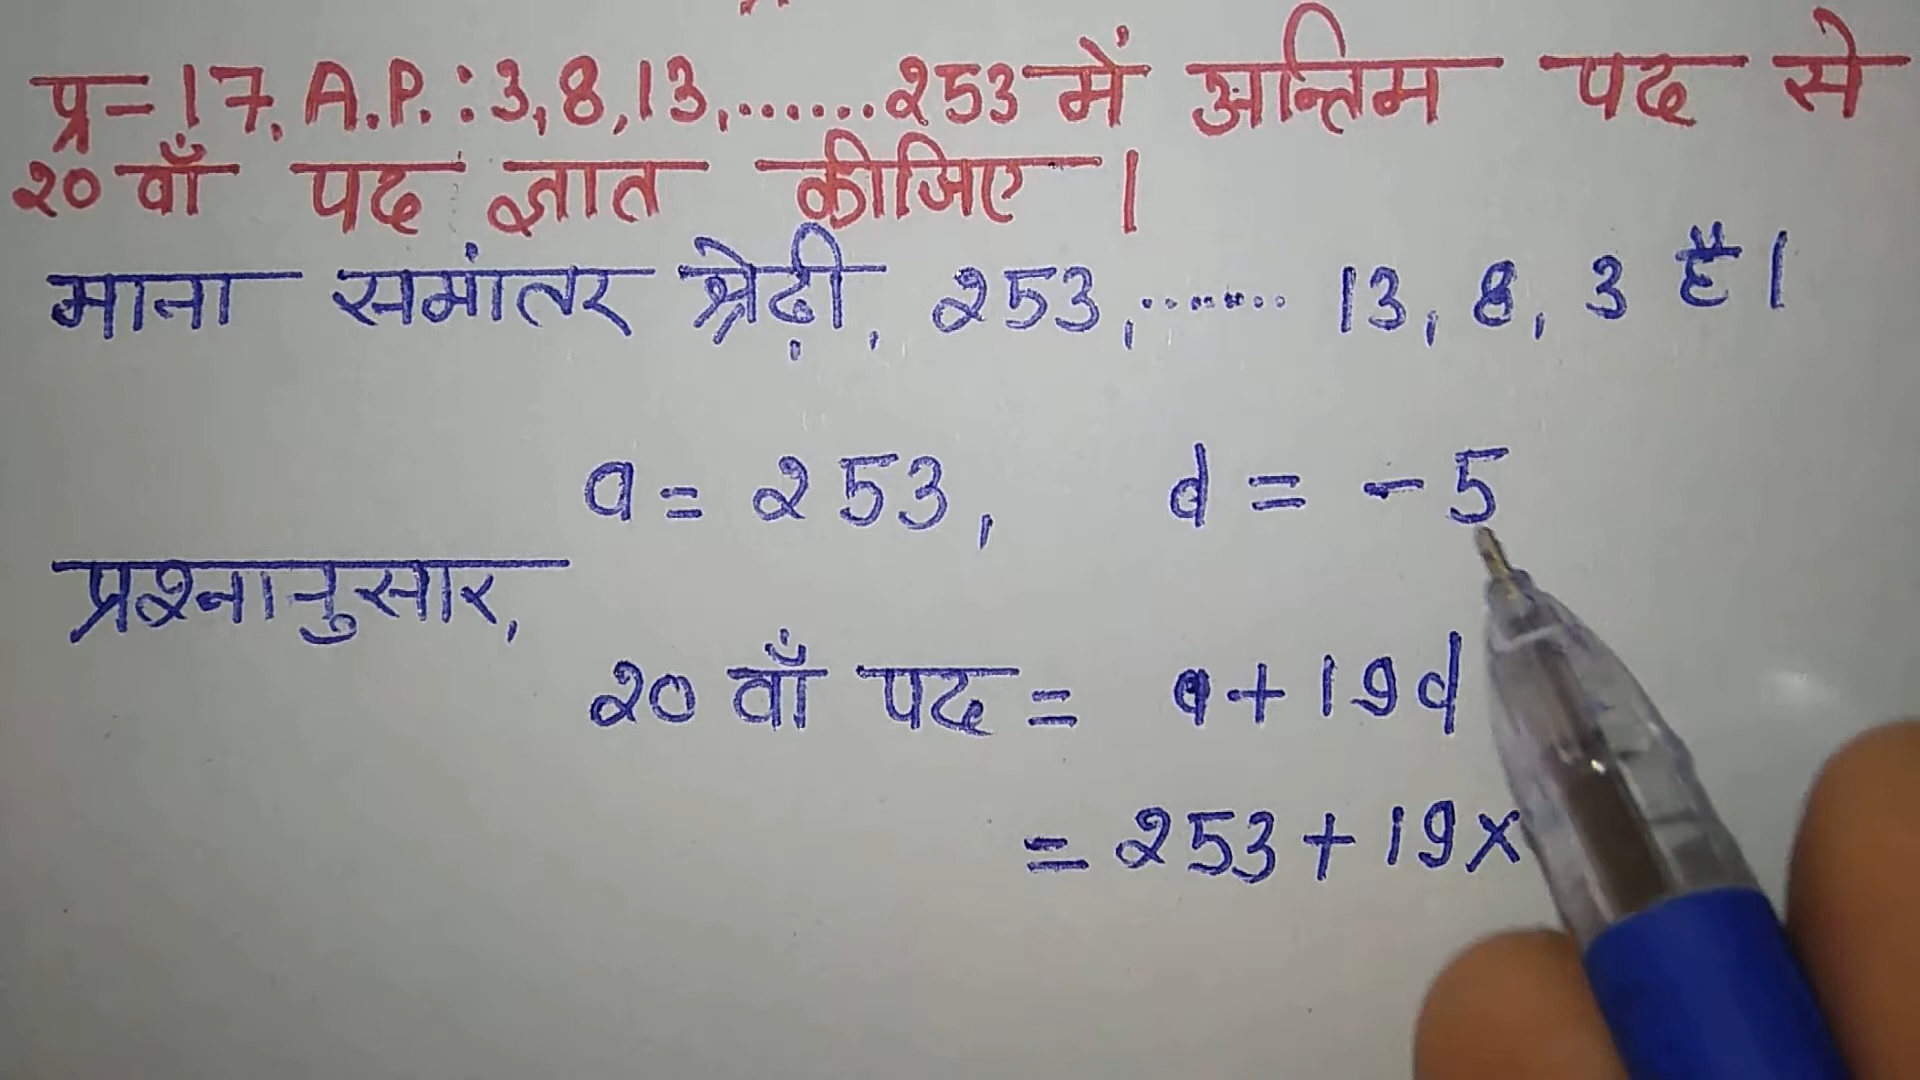 प्र-17. A.P.: 3, 8, 13, ....... 253 में अन्तिम पद से
20 वाँ पद ज्ञात कीजिए ।
माना समांतर श्रेढ़ी, 253, ........ 13, 8, 3 है।
a = 253, d = -5
प्रश्नानुसार,
20 वाँ पद = a + 19d
= 253 + 19x